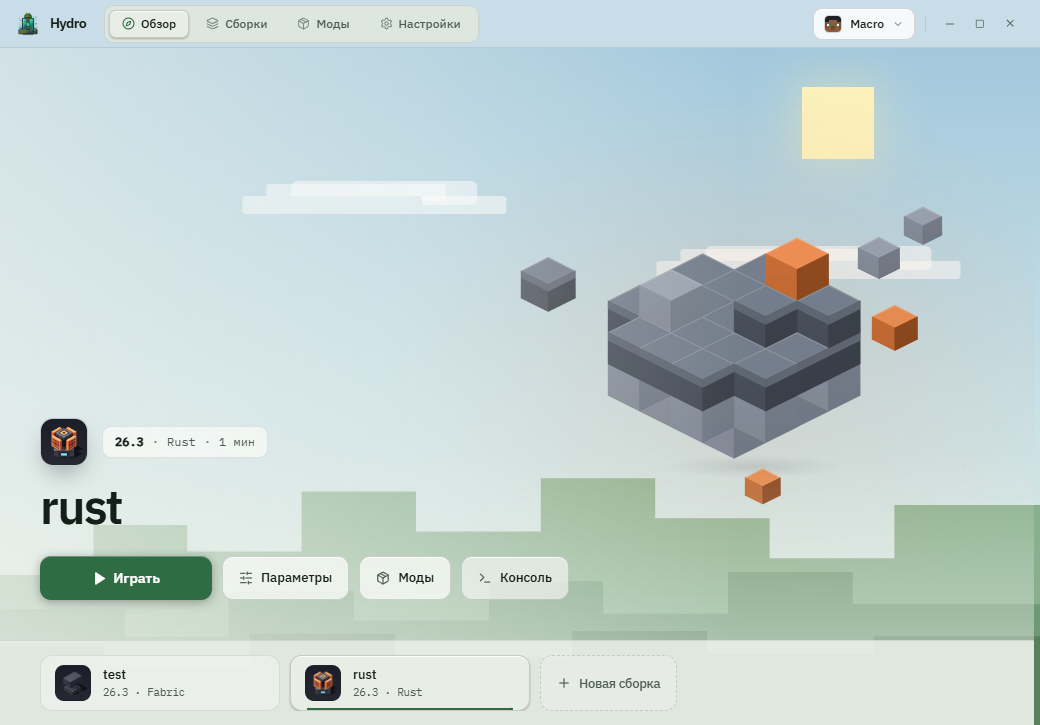 Hydro
Обзор
Сборки
Моды
Настройки
Macro
26.3 · Rust · 1 мин
rust
Играть
Параметры
Моды
Консоль
test
26.3 · Fabric
rust
26.3 · Rust
Новая сборка